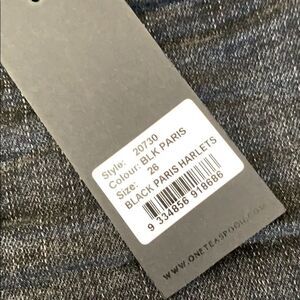 Style: 20730
Colour: BLK PARIS
Size: 26
BLACK PARIS HARLETS
9 334856 918686
WWW.ONETEASPOON.COM